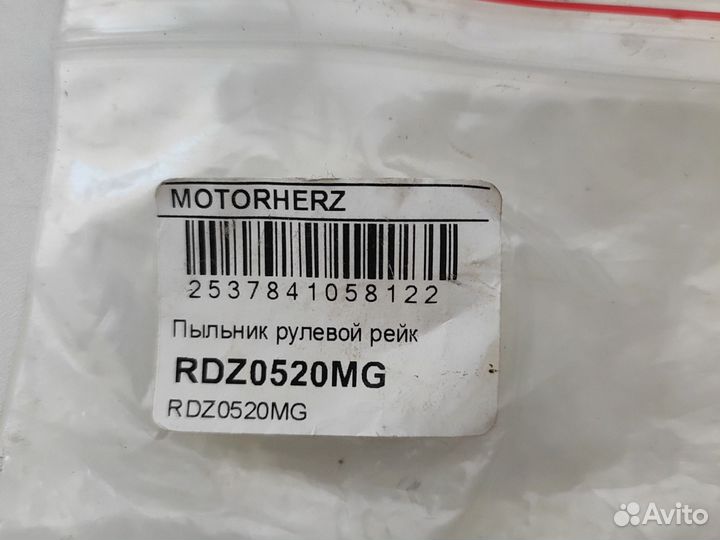 MOTORHERZ
2537841058122
Пыльник рулевой рейк
RDZ0520MG
RDZ0520MG
Avito